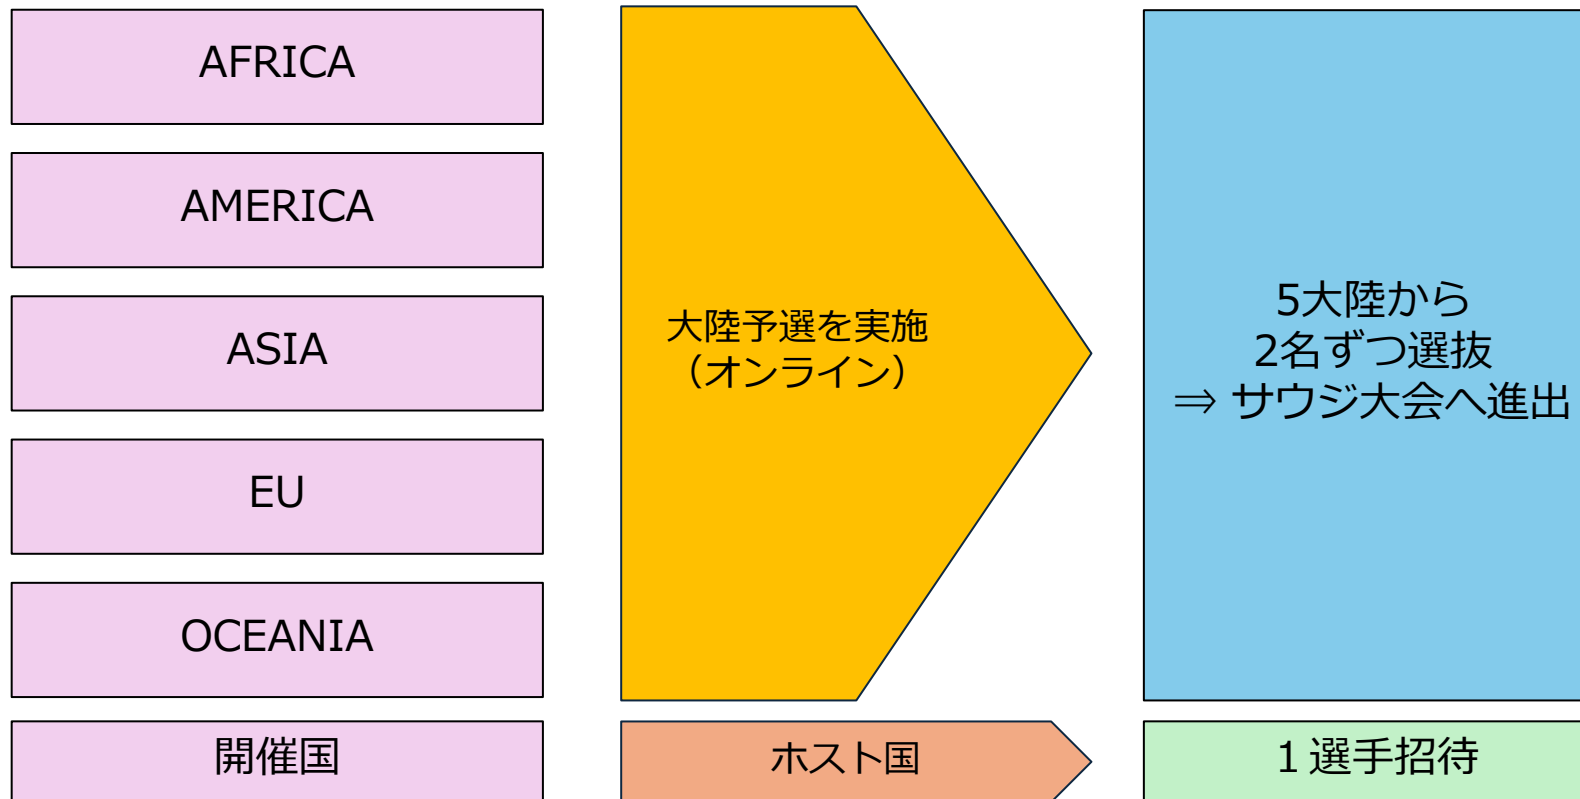 AFRICA
AMERICA
ASIA
EU
OCEANIA
開催国
大陸予選を実施
（オンライン）
ホスト国
5大陸から
2名ずつ選抜
⇒ サウジ大会へ進出
１選手招待